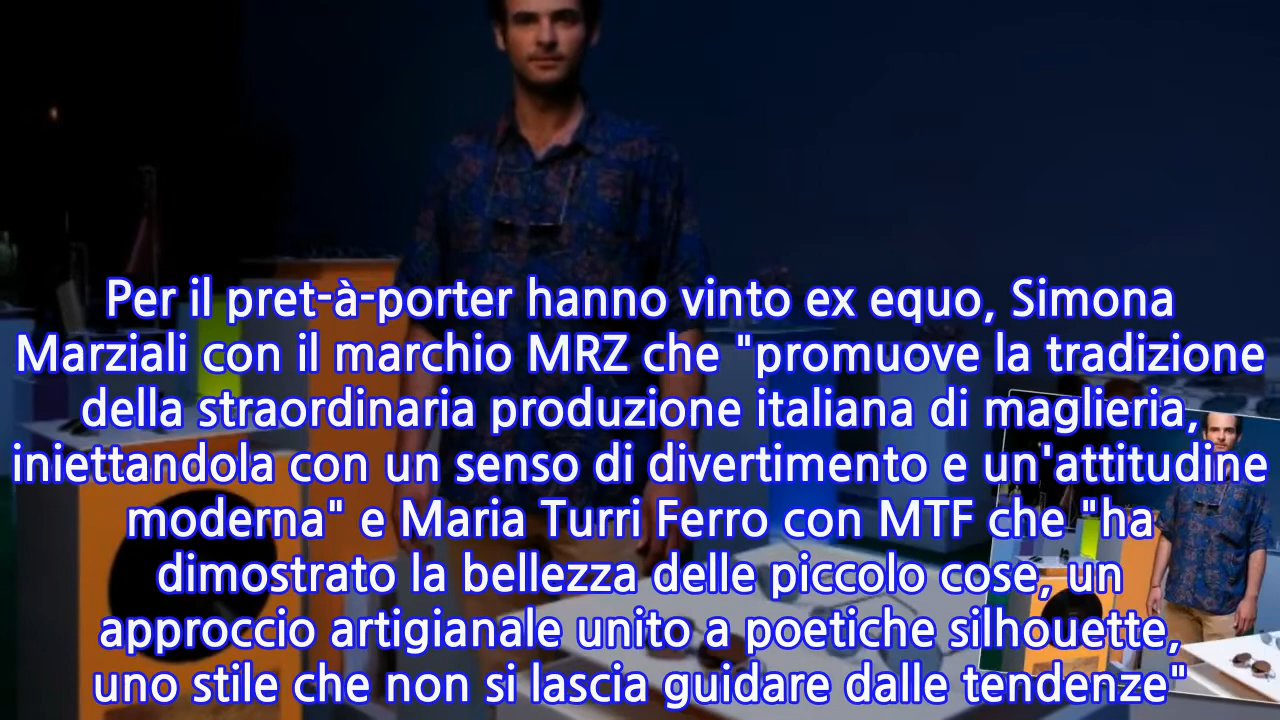 Per il pret-à-porter hanno vinto ex equo, Simona
Marziali con il marchio MRZ che "promuove la tradizione
della straordinaria produzione italiana di maglieria,
iniettandola con un senso di divertimento e un'attitudine
moderna" e Maria Turri Ferro con MTF che "ha
dimostrato la bellezza delle piccolo cose, un
approccio artigianale unito a poetiche silhouette,
uno stile che non si lascia guidare dalle tendenze"